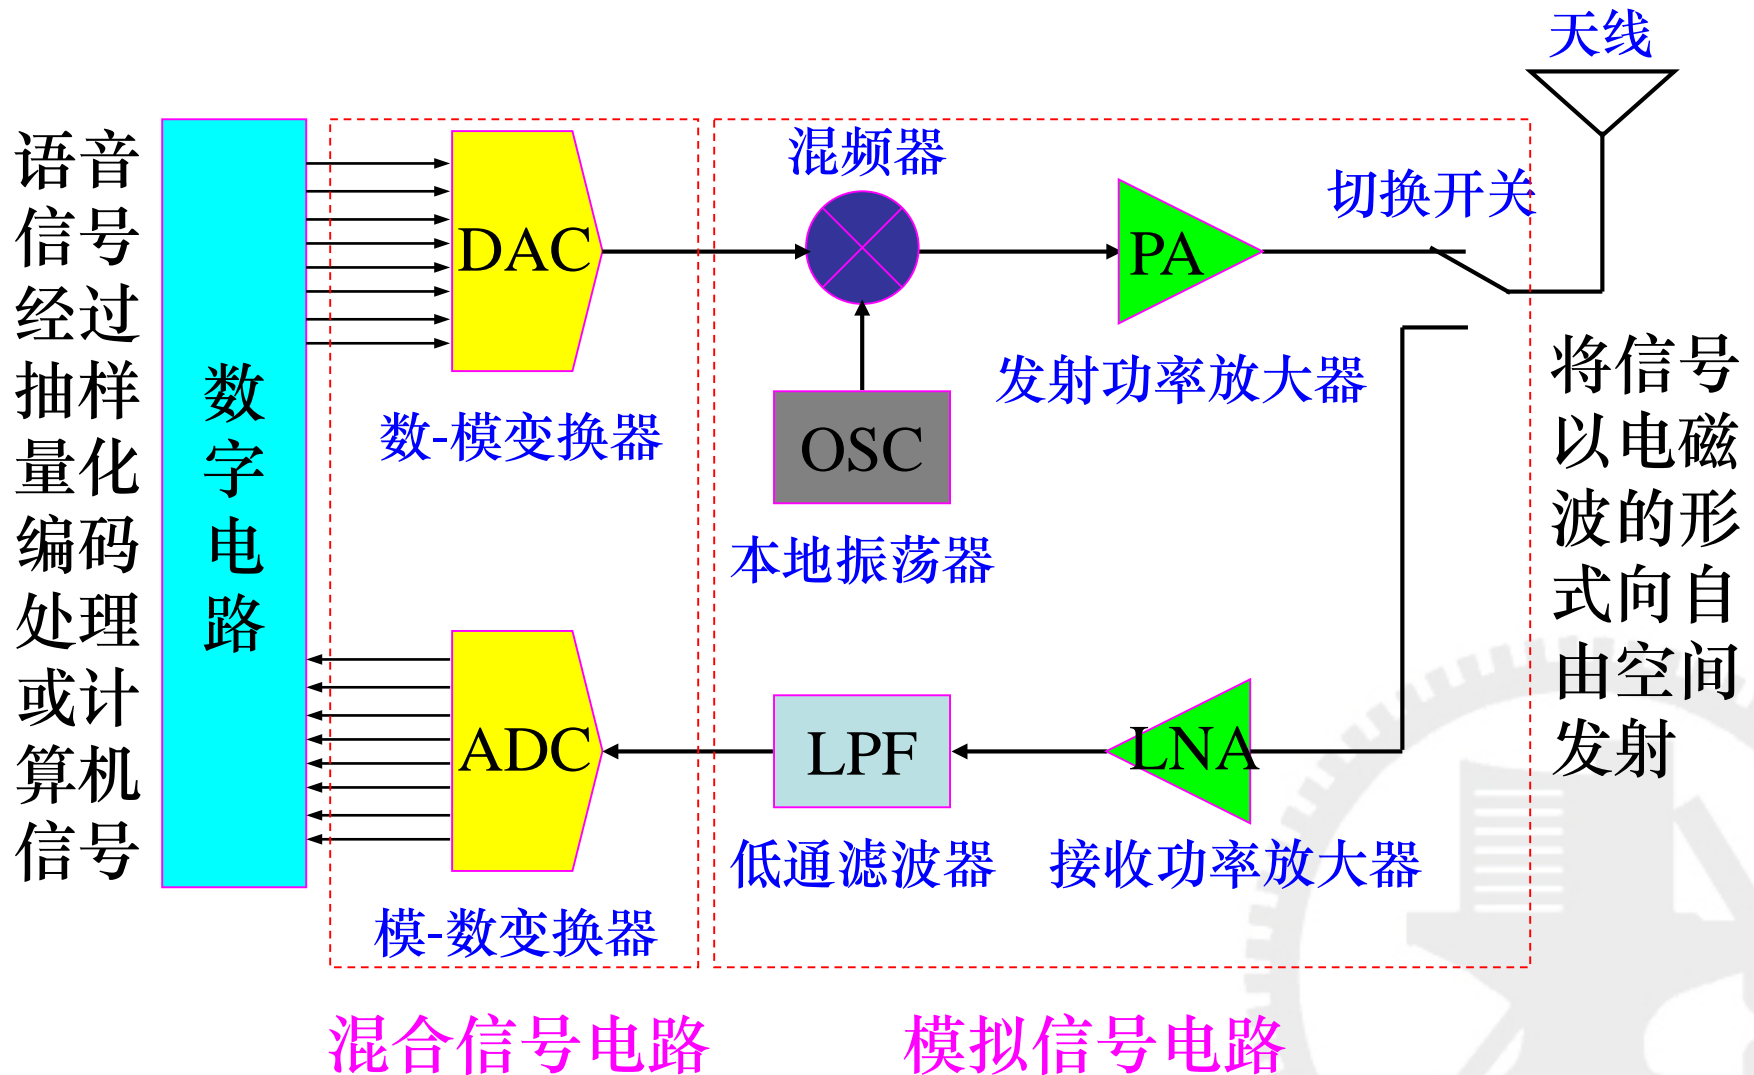 天线
语音
信号
经过
抽样
量化
编码
处理
或计
算机
信号
数
字
电
路
DAC
数-模变换器
ADC
模-数变换器
混频器
OSC
本地振荡器
PA
发射功率放大器
切换开关
LPF
低通滤波器
LNA
接收功率放大器
将信号
以电磁
波的形
式向自
由空间
发射
混合信号电路
模拟信号电路